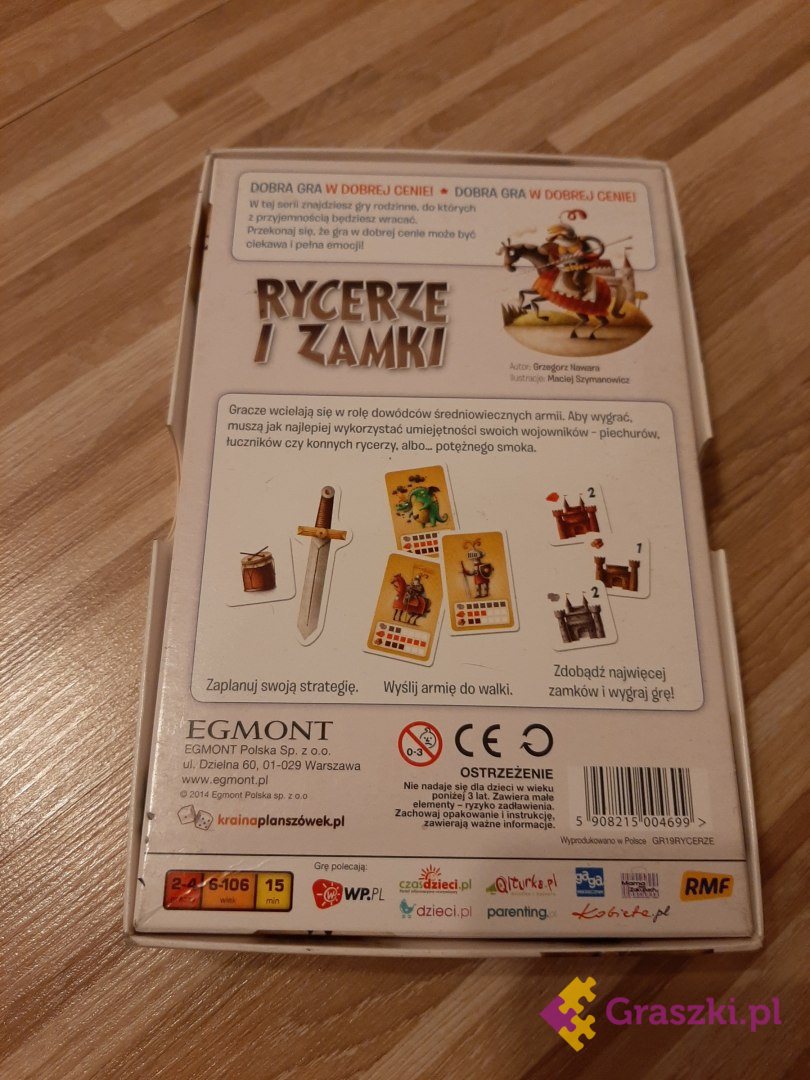 DOBRA GRA W DOBREJ CENIE! ★ DOBRA GRA W DOBREJ CENIE!
W tej serii znajdziesz gry rodzinne, do których
z przyjemnością będziesz wracać.
Przekonaj się, że gra w dobrej cenie może być
ciekawa i pełna emocji!
RYCERZE
I ZAMKI
Autor: Grzegorz Nawara
Ilustracje: Maciej Szymanowicz
Gracze wcielają się w rolę dowódców średniowiecznych armii. Aby wygrać,
muszą jak najlepiej wykorzystać umiejętności swoich wojowników – piechurów,
łuczników czy konnych rycerzy, albo... potężnego smoka.
2
1
2
Zaplanuj swoją strategię.
Wyślij armię do walki.
Zdobądź najwięcej
zamków i wygraj grę!
EGMONT
EGMONT Polska Sp. z o.o.
ul. Dzielna 60, 01-029 Warszawa
www.egmont.pl
© 2014 Egmont Polska sp. z o.o
krainaplanszówek.pl
0-3
CE
OSTRZEŻENIE
Nie nadaje się dla dzieci w wieku
poniżej 3 lat. Zawiera małe
elementy – ryzyko zadławienia.
Zachowaj opakowanie i instrukcję,
zawierają ważne informacje.
5 908215 004699 >
Wyprodukowano w Polsce GR19RYCERZE
2-4
6-106
wiek
15
min
Grę polecają:
WP.PL
czasdzieci.pl
Qlturka.pl
gaga
RMF
dzieci.pl
parenting.pl
Kobieta.pl
Graszki.pl